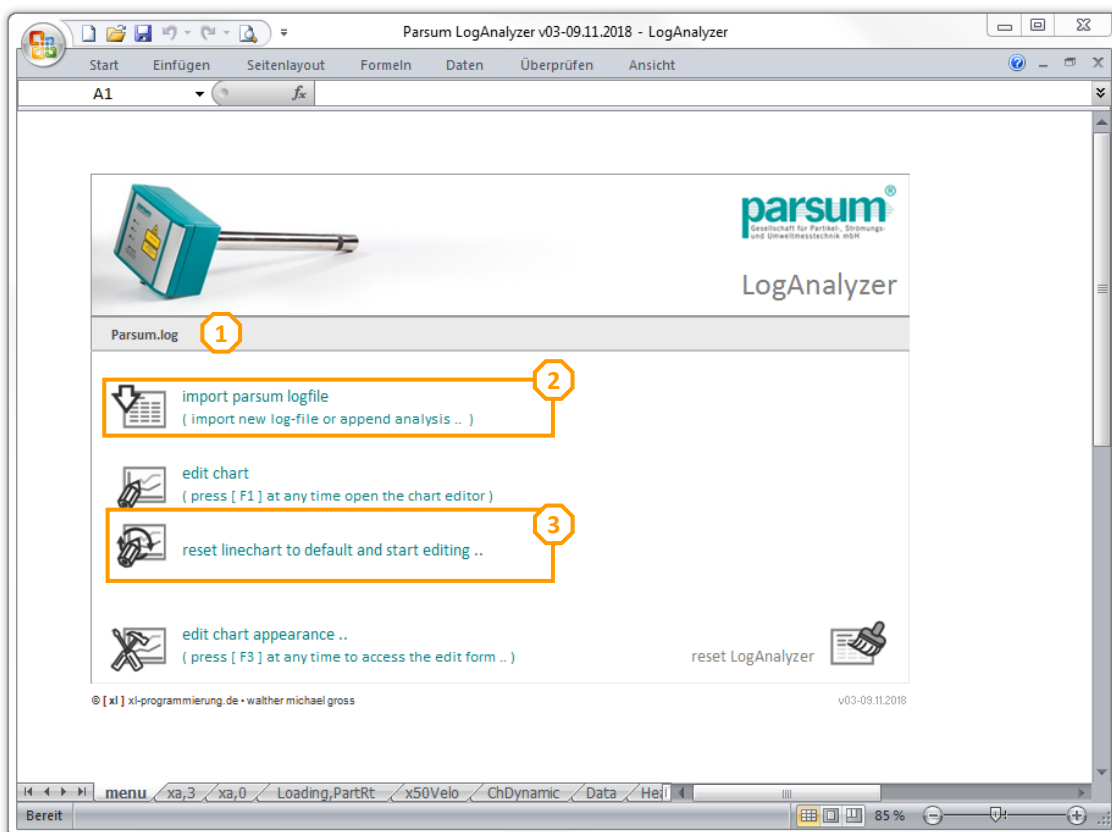 Parsum LogAnalyzer v03-09.11.2018 - LogAnalyzer
Start Einfügen Seitenlayout Formeln Daten Überprüfen Ansicht
A1 fx
parsum®
Gesellschaft für Partikel-, Strömungs-
und Umweltmesstechnik mbH
LogAnalyzer
Parsum.log 1
2
import parsum logfile
( import new log-file or append analysis .. )
edit chart
( press [ F1 ] at any time open the chart editor )
3
reset linechart to default and start editing ..
edit chart appearance ..
( press [ F3 ] at any time to access the edit form .. )
reset LogAnalyzer
© [ xl ] xl-programmierung.de • walther michael gross
v03-09.11.2018
menu xa,3 xa,0 Loading,PartRt x50Velo ChDynamic Data
Bereit 85 %